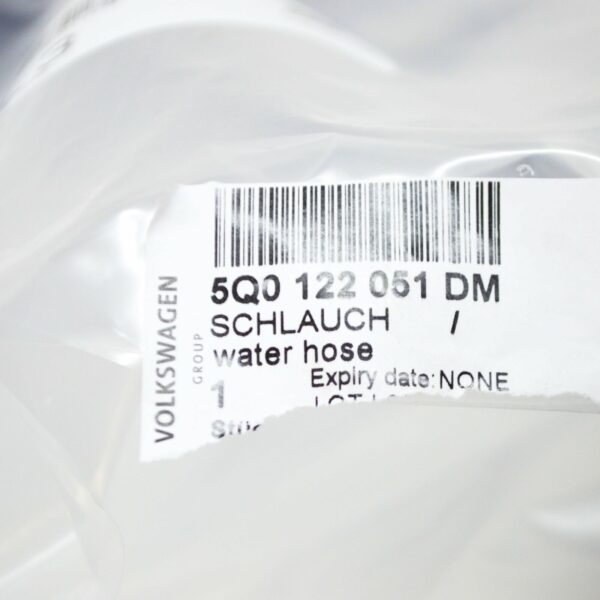 5Q0 122 051 DM
SCHLAUCH /
water hose
1 Expiry date:NONE
VOLKSWAGEN
GROUP